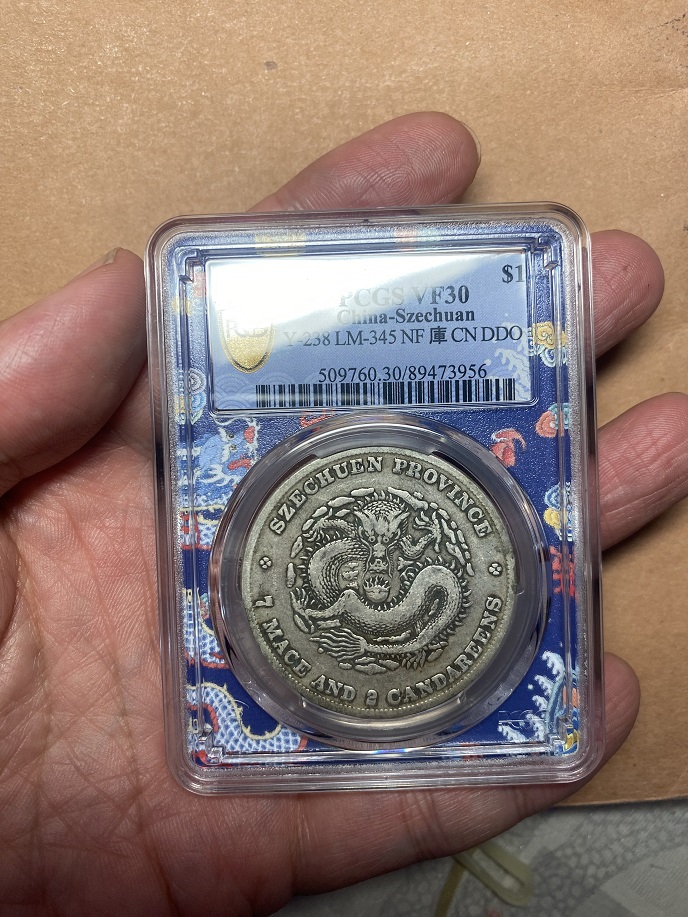 $1
PCGS VF30
China-Szechuan
Y-238 LM-345 NF 庫 CN DDO
509760.30/89473956
SZECHUEN PROVINCE
7 MACE AND 2 CANDAREENS